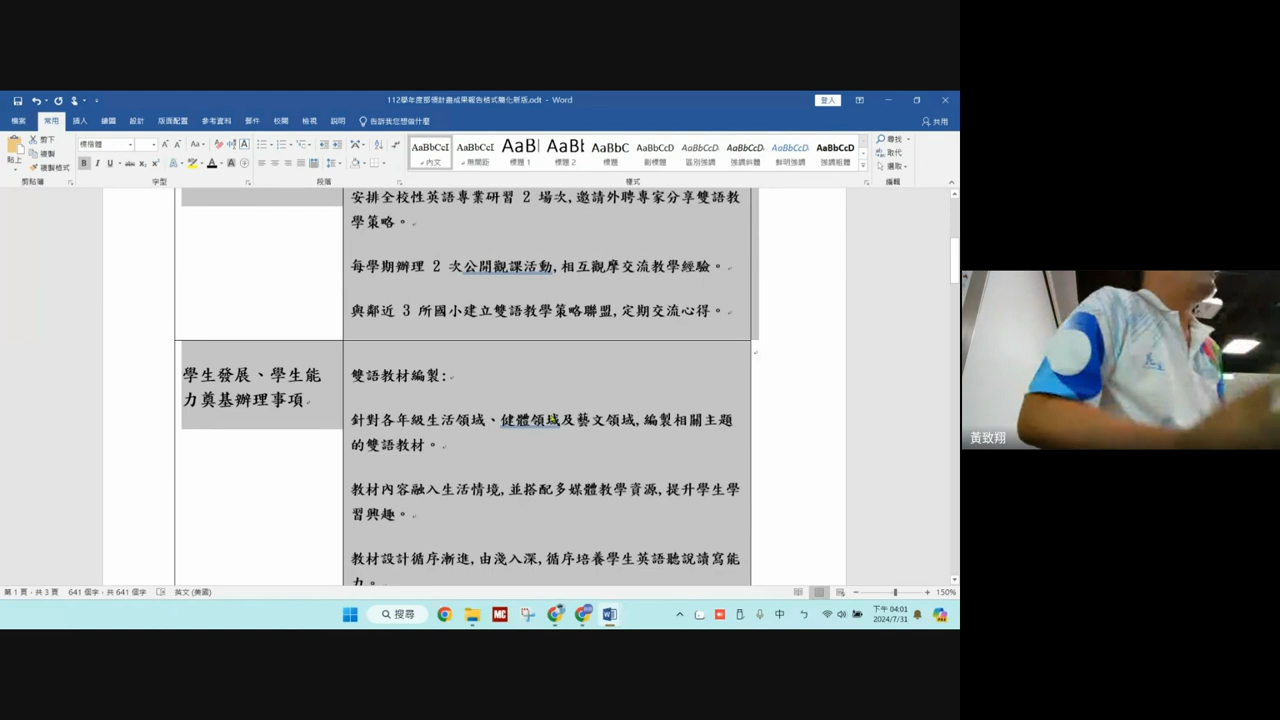 112學年度部領計畫成果報告格式簡化新版.odt - Word
登入
檔案 常用 插入 繪圖 設計 版面配置 參考資料 郵件 校閱 檢視 說明 告訴我您想做什麼 共用
貼上 剪下 複製 複製格式 標楷體
AaBbCcI AaBbCcI AaBl AaBb AaBbC AaBbCcD AaBbCcD AaBbCcDı AaBbCcDı AaBbCcI
內文 無間距 標題 1 標題 2 標題 副標題 區別強調 強調斜體 鮮明強調 強調粗體
尋找 取代 選取
剪貼簿 字型 段落 樣式 編輯
安排全校性英語專業研習 2 場次,邀請外聘專家分享雙語教
學策略。
每學期辦理 2 次公開觀課活動,相互觀摩交流教學經驗。
與鄰近 3 所國小建立雙語教學策略聯盟,定期交流心得。
學生發展、學生能
力奠基辦理事項
雙語教材編製:
針對各年級生活領域、健體領域及藝文領域,編製相關主題
的雙語教材。
教材內容融入生活情境,並搭配多媒體教學資源,提升學生學
習興趣。
教材設計循序漸進,由淺入深,循序培養學生英語聽說讀寫能
力。
第 1 頁,共 3 頁 641 個字,共 641 個字 英文 (美國) 150%
搜尋 中 下午 04:01
2024/7/31
黃致翔